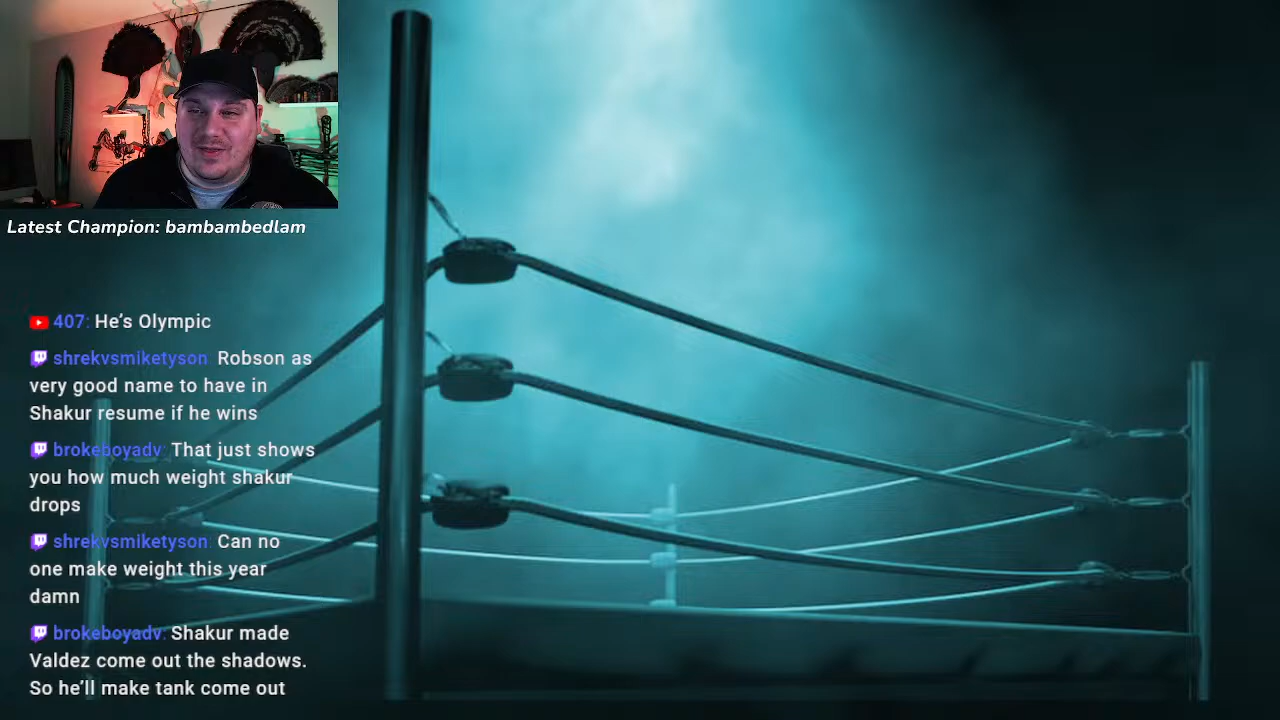 Latest Champion: bambambedlam
407: He’s Olympic
shrekvsmiketyson: Robson as
very good name to have in
Shakur resume if he wins
brokeboyadv: That just shows
you how much weight shakur
drops
shrekvsmiketyson: Can no
one make weight this year
damn
brokeboyadv: Shakur made
Valdez come out the shadows.
So he’ll make tank come out